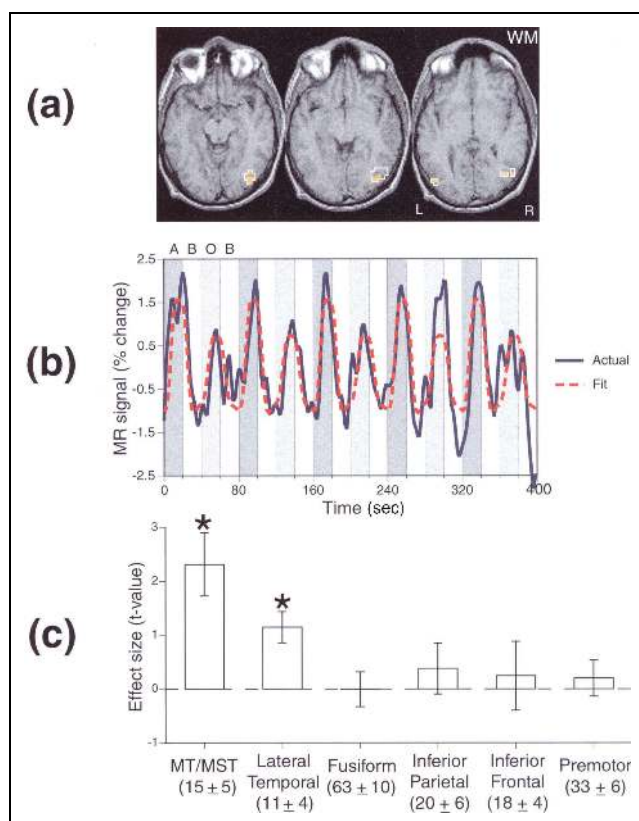 (a)
WM
L
R
A B O B
(b)
MR signal (% change)
2.5
1.5
0.5
-0.5
-1.5
-2.5
0 80 160 240 320 400
Time (sec)
Actual
Fit
(c)
Effect size (t-value)
3
2
1
0
-1
*
*
MT/MST
(15 ± 5)
Lateral
Temporal
(11 ± 4)
Fusiform
(63 ± 10)
Inferior
Parietal
(20 ± 6)
Inferior
Frontal
(18 ± 4)
Premotor
(33 ± 6)